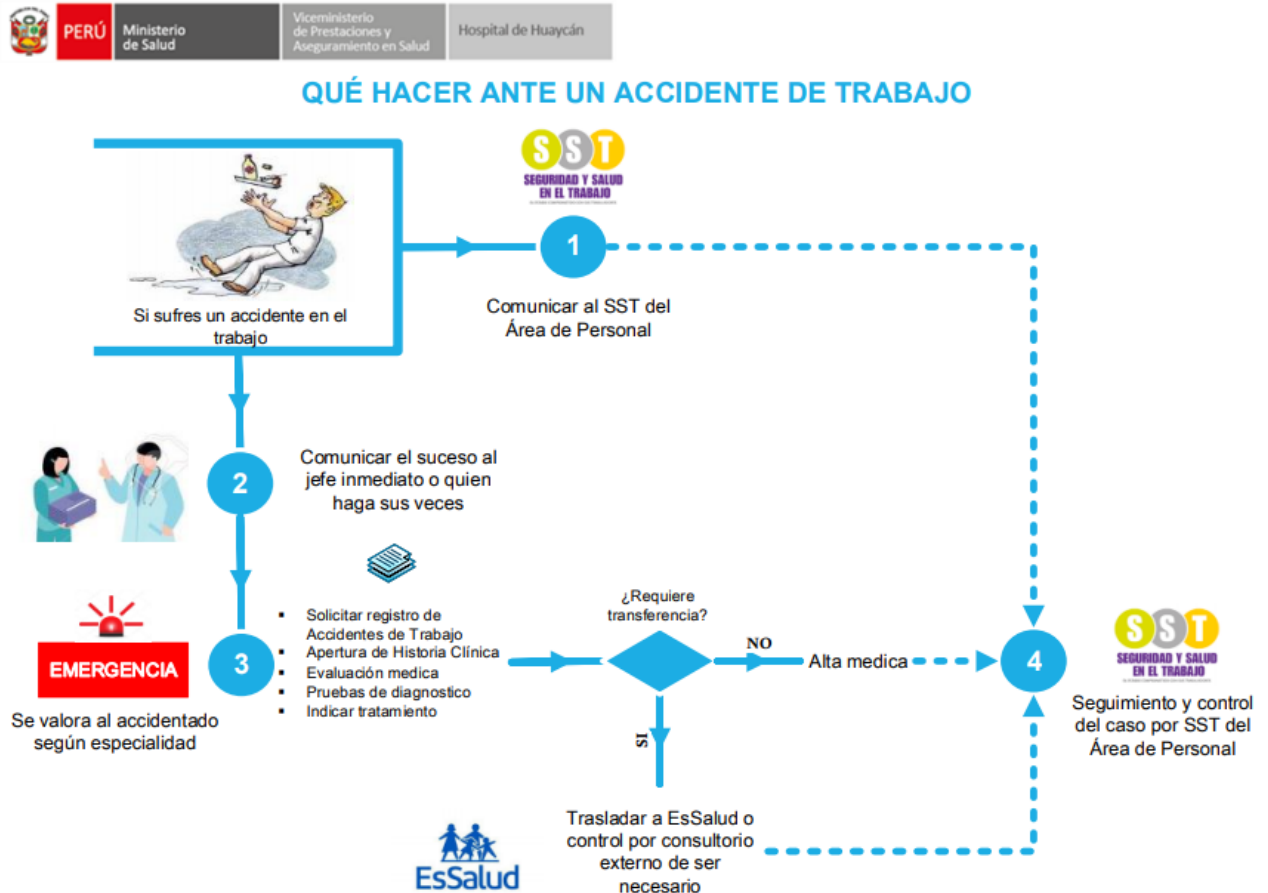 PERÚ
Ministerio
de Salud
Viceministerio
de Prestaciones y
Aseguramiento en Salud
Hospital de Huaycán
QUÉ HACER ANTE UN ACCIDENTE DE TRABAJO
SST
SEGURIDAD Y SALUD
EN EL TRABAJO
1
Comunicar al SST del
Área de Personal
Si sufres un accidente en el
trabajo
2
Comunicar el suceso al
jefe inmediato o quien
haga sus veces
EMERGENCIA
Se valora al accidentado
según especialidad
3
▪ Solicitar registro de
Accidentes de Trabajo
▪ Apertura de Historia Clínica
▪ Evaluación medica
▪ Pruebas de diagnostico
▪ Indicar tratamiento
¿Requiere
transferencia?
NO
Alta medica
SI
Trasladar a EsSalud o
control por consultorio
externo de ser
necesario
EsSalud
4
SST
SEGURIDAD Y SALUD
EN EL TRABAJO
Seguimiento y control
del caso por SST del
Área de Personal